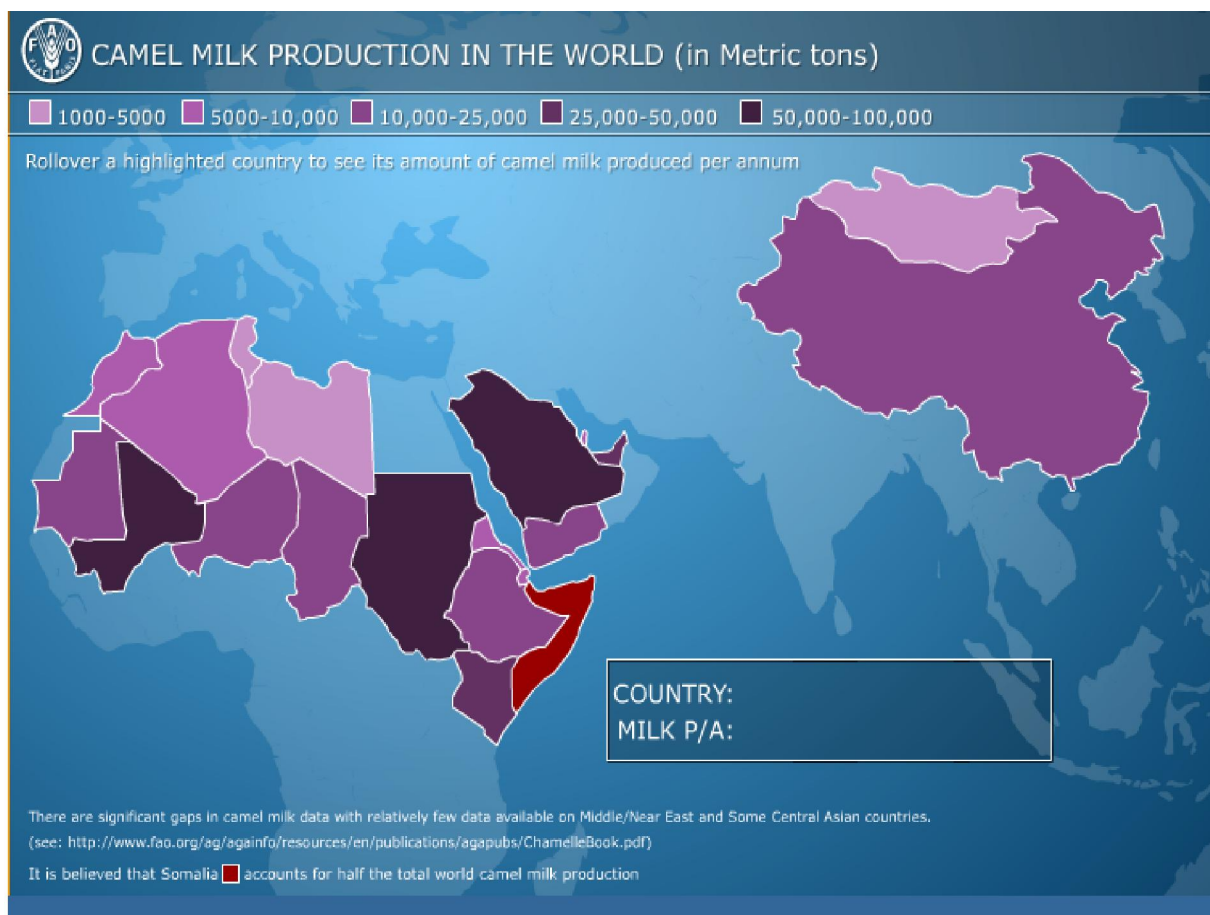 FAO
FIAT PANIS
CAMEL MILK PRODUCTION IN THE WORLD (in Metric tons)
1000-5000 5000-10,000 10,000-25,000 25,000-50,000 50,000-100,000
Rollover a highlighted country to see its amount of camel milk produced per annum
COUNTRY:
MILK P/A:
There are significant gaps in camel milk data with relatively few data available on Middle/Near East and Some Central Asian countries.
(see: http://www.fao.org/ag/againfo/resources/en/publications/agapubs/ChamelleBook.pdf)
It is believed that Somalia accounts for half the total world camel milk production